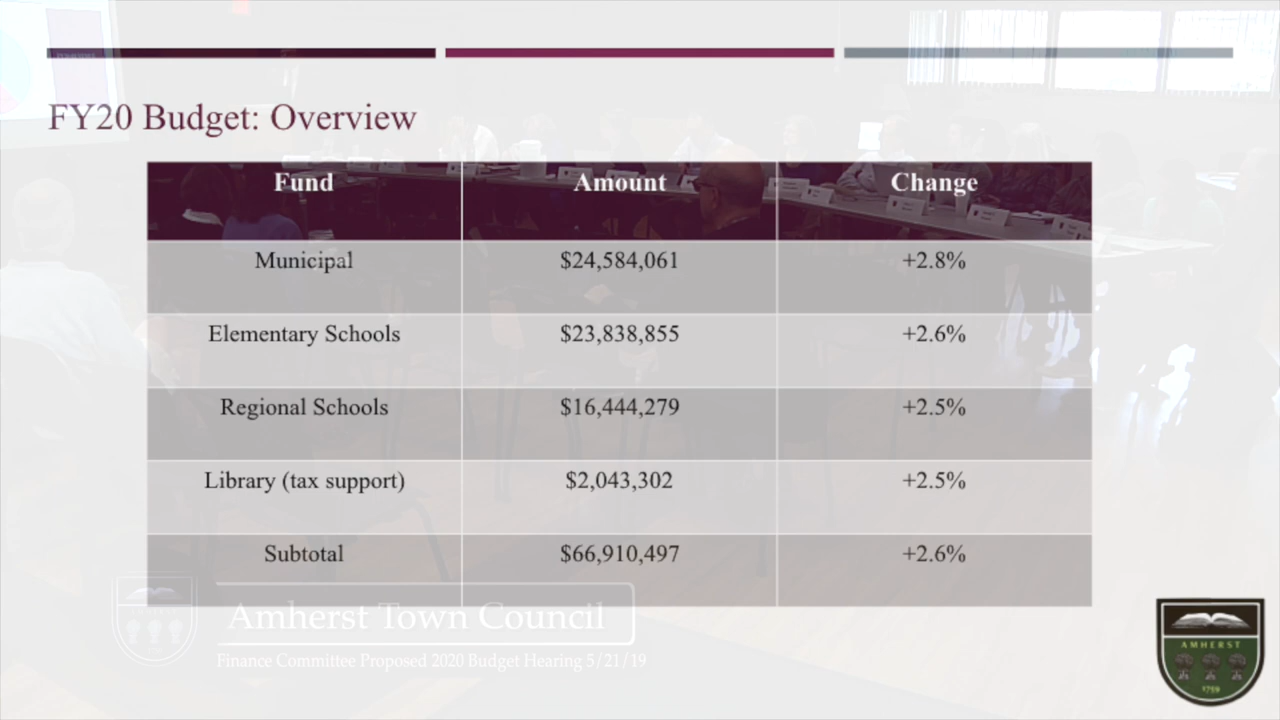 FY20 Budget: Overview
Fund Amount Change
Municipal $24,584,061 +2.8%
Elementary Schools $23,838,855 +2.6%
Regional Schools $16,444,279 +2.5%
Library (tax support) $2,043,302 +2.5%
Subtotal $66,910,497 +2.6%
Amherst Town Council
Finance Committee Proposed 2020 Budget Hearing 5/21/19
AMHERST
1759